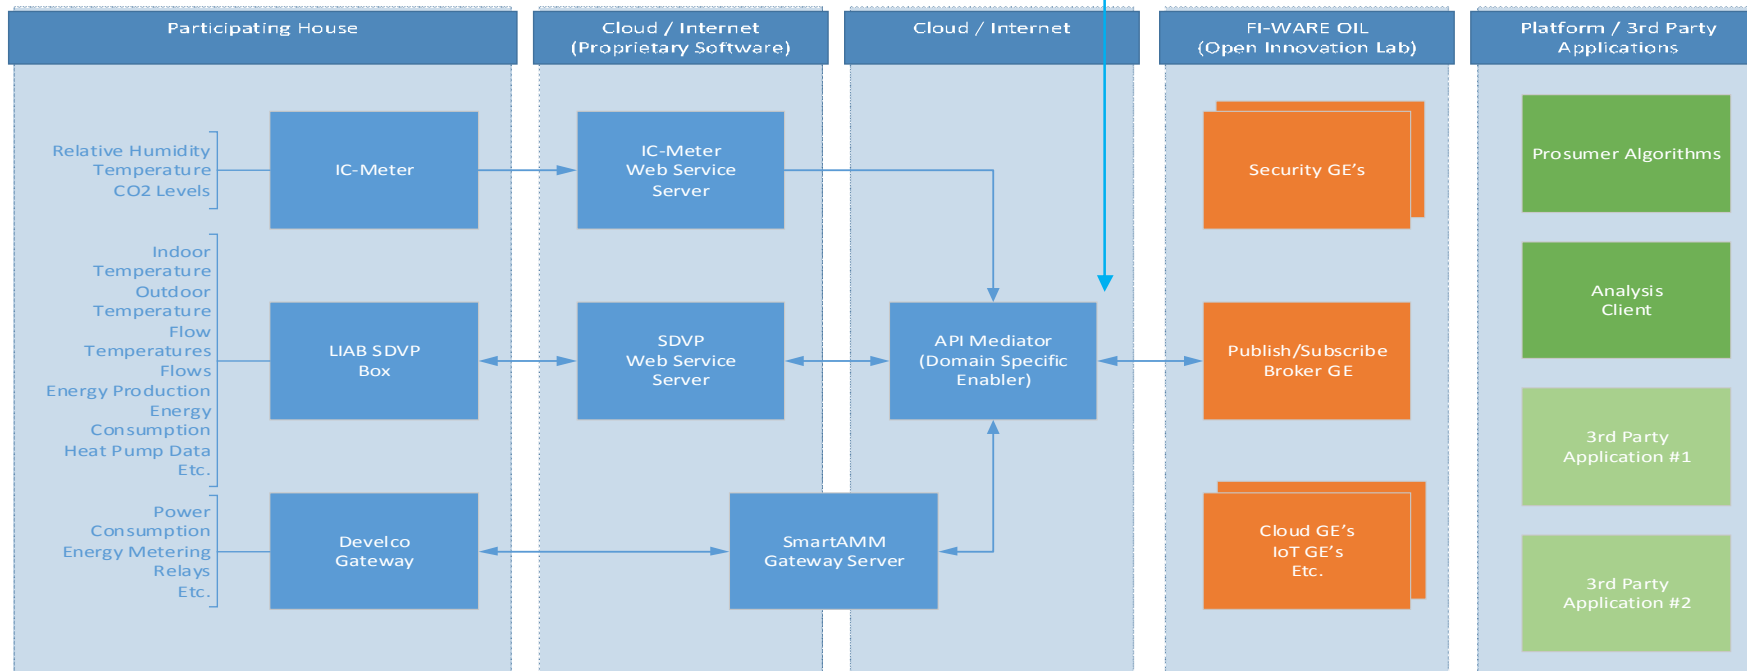 Participating House
Cloud / Internet
(Proprietary Software)
Cloud / Internet
FI-WARE OIL
(Open Innovation Lab)
Platform / 3rd Party
Applications
Relative Humidity
Temperature
CO2 Levels
IC-Meter
IC-Meter
Web Service
Server
Security GE's
Prosumer Algorithms
Indoor
Temperature
Outdoor
Temperature
Flow
Temperatures
Flows
Energy Production
Energy
Consumption
Heat Pump Data
Etc.
LIAB SDVP
Box
SDVP
Web Service
Server
API Mediator
(Domain Specific
Enabler)
Publish/Subscribe
Broker GE
Analysis
Client
3rd Party
Application #1
Power
Consumption
Energy Metering
Relays
Etc.
Develco
Gateway
SmartAMM
Gateway Server
Cloud GE's
IoT GE's
Etc.
3rd Party
Application #2